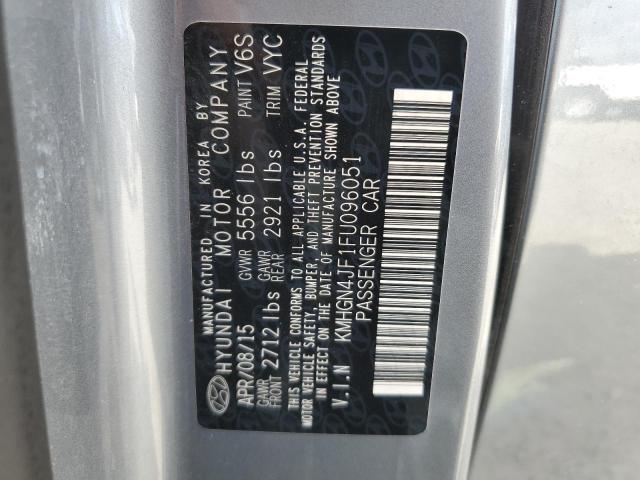 MANUFACTURED IN KOREA BY
HYUNDAI MOTOR COMPANY
APR/08/15 GVWR 5556 lbs PAINT V6S
GAWR FRONT 2712 lbs GAWR REAR 2921 lbs TRIM VYC
THIS VEHICLE CONFORMS TO ALL APPLICABLE U.S.A. FEDERAL
MOTOR VEHICLE SAFETY, BUMPER, AND THEFT PREVENTION STANDARDS
IN EFFECT ON THE DATE OF MANUFACTURE SHOWN ABOVE
V.I.N KMHGN4JF1FU096051
PASSENGER CAR